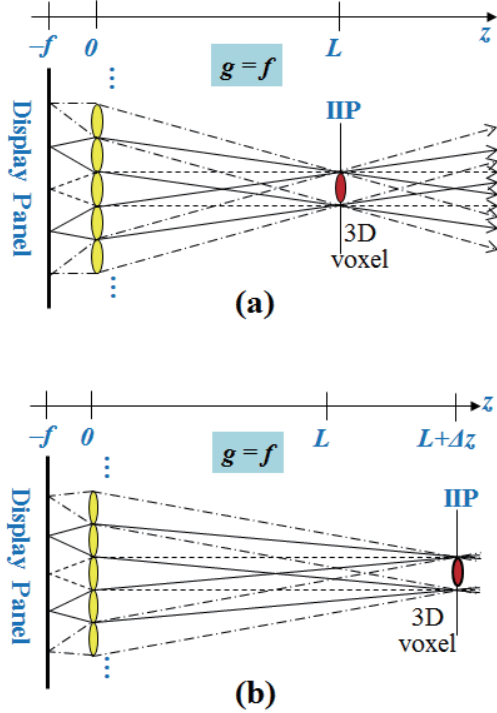 −f 0 L z
g = f
IIP
Display Panel
3D
voxel
(a)
z
−f 0 L L+Δz
g = f
IIP
Display Panel
3D
voxel
(b)